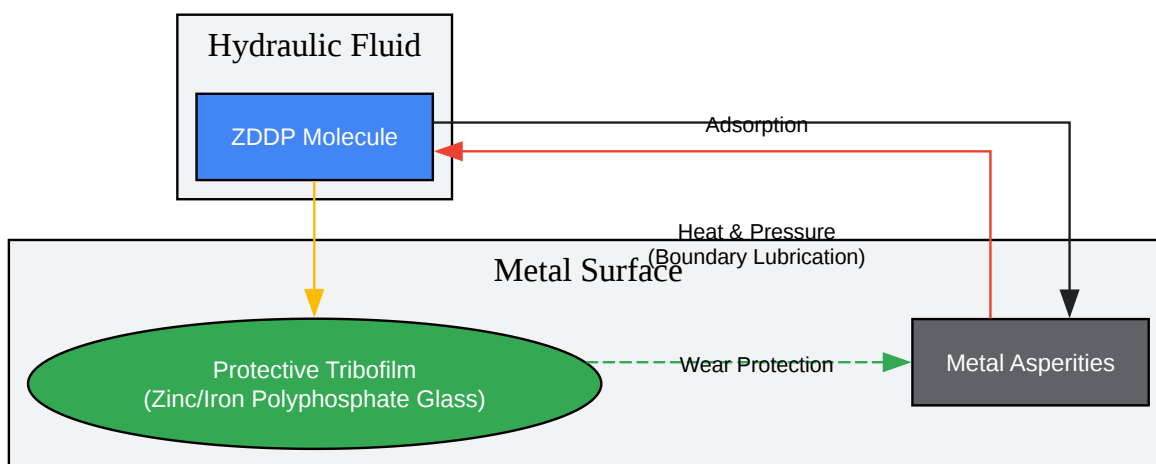 Hydraulic Fluid
ZDDP Molecule
Adsorption
Heat & Pressure
(Boundary Lubrication)
Metal Surface
Protective Tribofilm
(Zinc/Iron Polyphosphate Glass)
Wear Protection
Metal Asperities